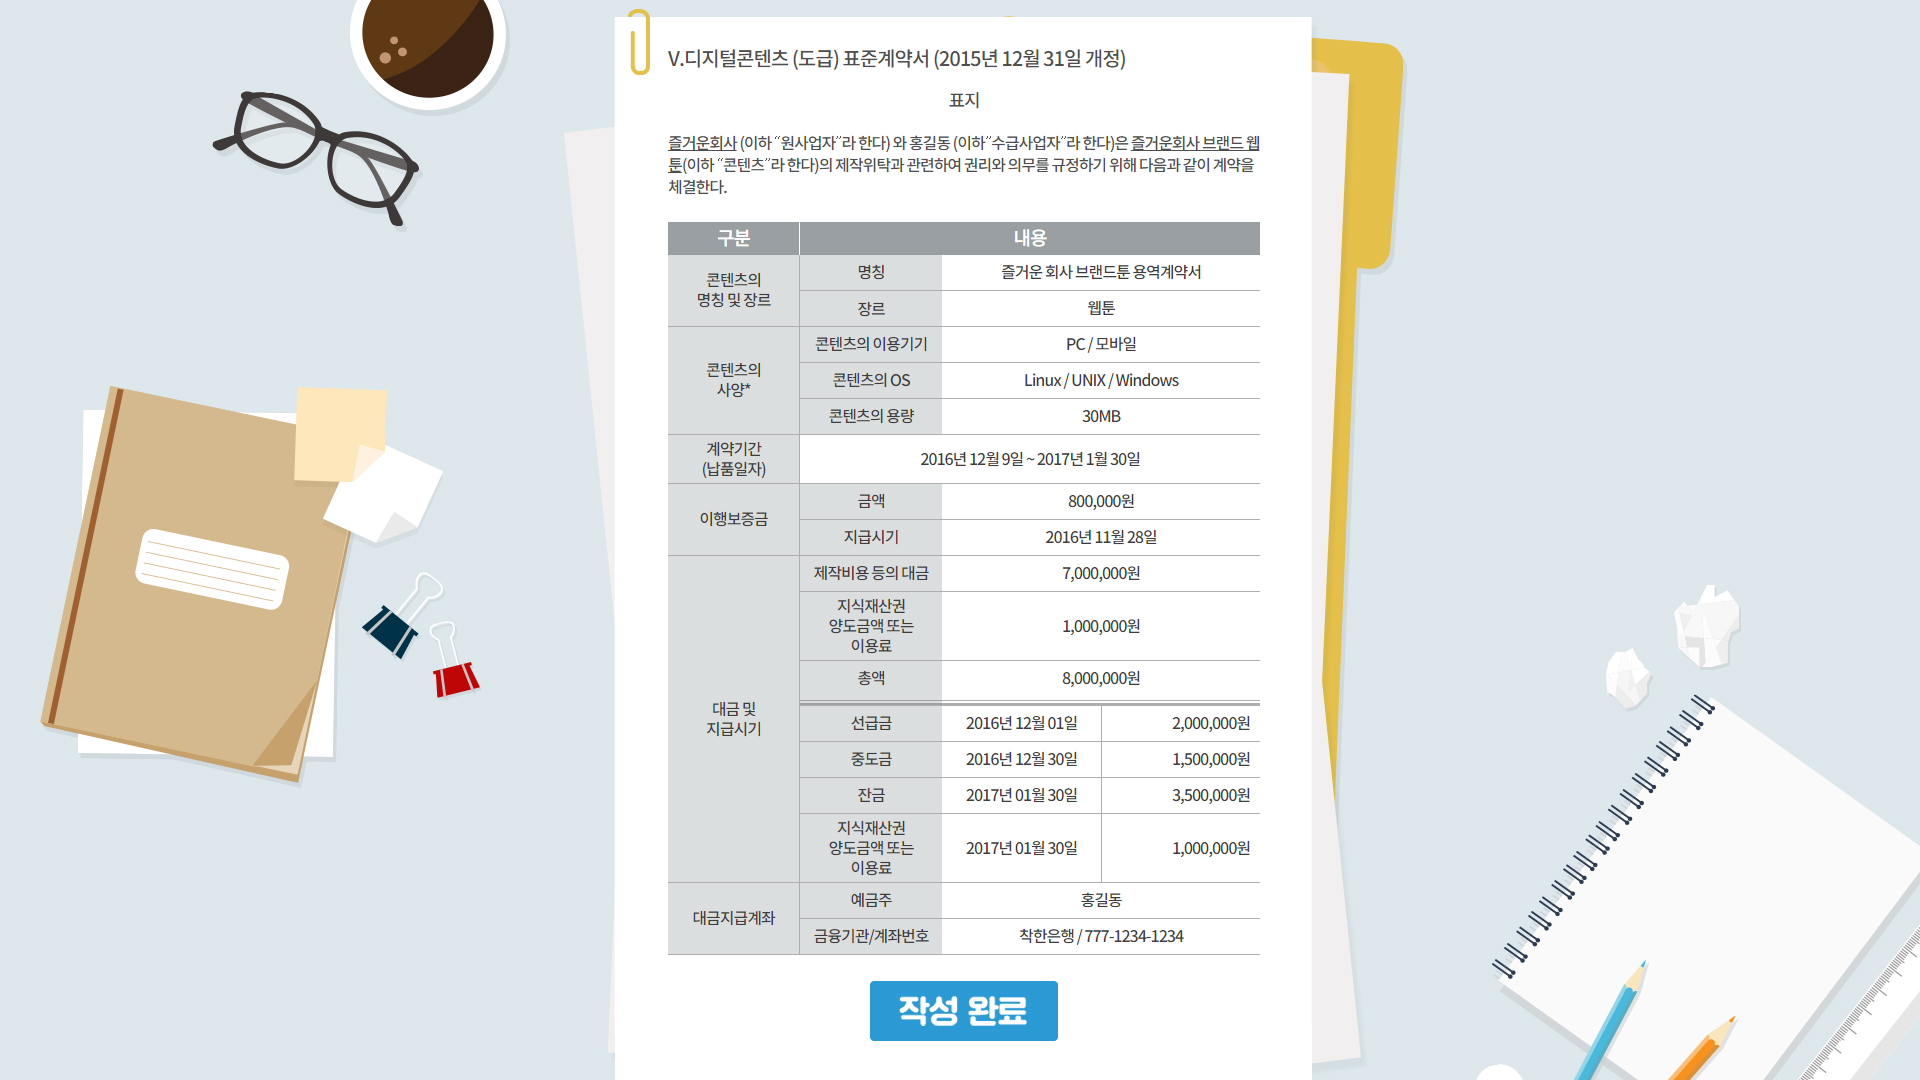 V.디지털콘텐츠 (도급) 표준계약서 (2015년 12월 31일 개정)
표지
즐거운회사 (이하 “원사업자”라 한다) 와 홍길동 (이하”수급사업자”라 한다)은 즐거운회사 브랜드 웹
툰(이하 “콘텐츠”라 한다)의 제작위탁과 관련하여 권리와 의무를 규정하기 위해 다음과 같이 계약을
체결한다.
구분 내용
콘텐츠의
명칭 및 장르
명칭 즐거운 회사 브랜드툰 용역계약서
장르 웹툰
콘텐츠의
사양*
콘텐츠의 이용기기 PC / 모바일
콘텐츠의 OS Linux / UNIX / Windows
콘텐츠의 용량 30MB
계약기간
(납품일자)
2016년 12월 9일 ~ 2017년 1월 30일
이행보증금
금액 800,000원
지급시기 2016년 11월 28일
대금 및
지급시기
제작비용 등의 대금 7,000,000원
지식재산권
양도금액 또는
이용료
1,000,000원
총액 8,000,000원
선급금 2016년 12월 01일 2,000,000원
중도금 2016년 12월 30일 1,500,000원
잔금 2017년 01월 30일 3,500,000원
지식재산권
양도금액 또는
이용료
2017년 01월 30일 1,000,000원
대금지급계좌
예금주 홍길동
금융기관/계좌번호 착한은행 / 777-1234-1234
작성 완료